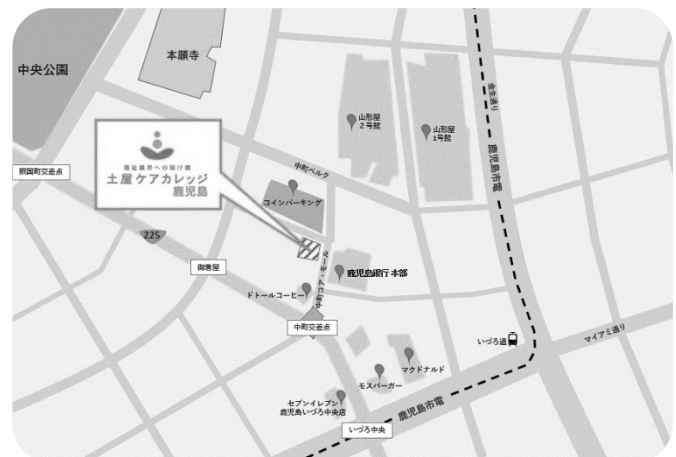 中央公園
本願寺
山形屋
2号館
山形屋
1号館
金生通り
鹿児島市電
照国町交差点
福祉業界への架け橋
土屋ケアカレッジ
鹿児島
中町ベルク
コインパーキング
225
御着屋
鹿児島銀行 本部
中町コア・モール
ドトールコーヒー
中町交差点
いづろ通
マイアミ通り
マクドナルド
モスバーガー
セブンイレブン
鹿児島いづろ中央店
鹿児島市電
いづろ中央